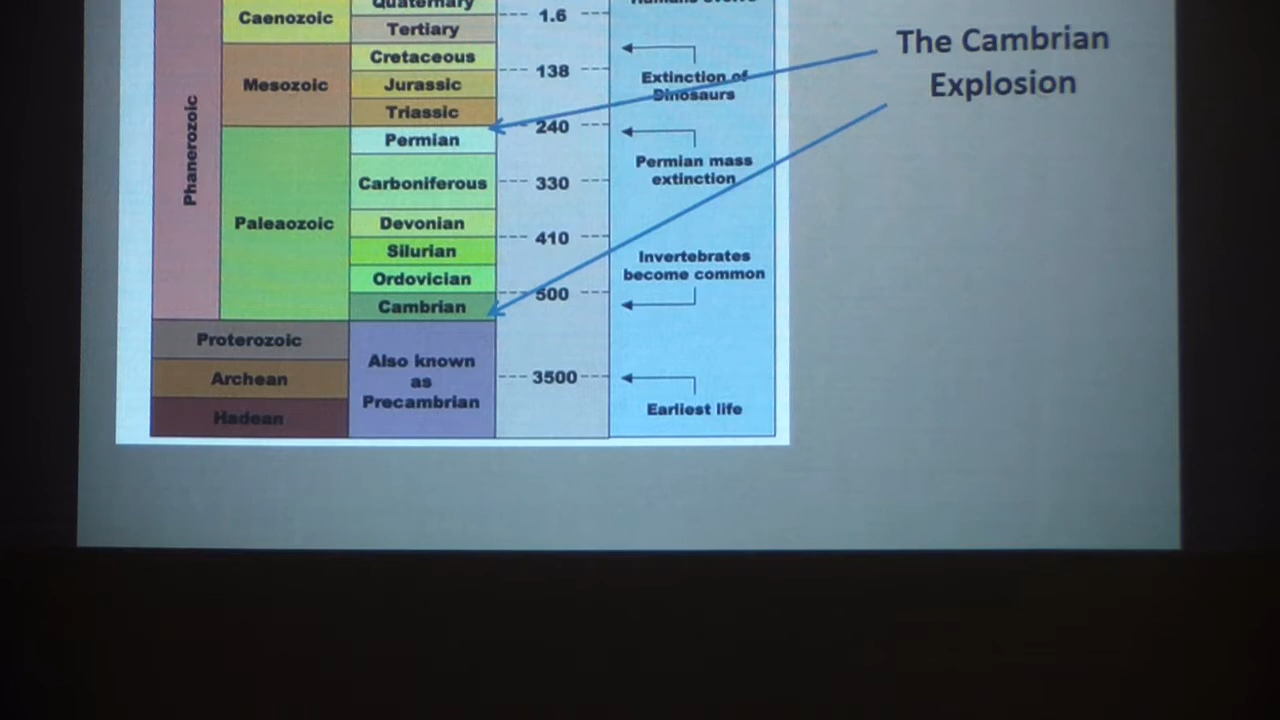 Quaternary
Caenozoic
Tertiary
1.6
Cretaceous
Mesozoic
Jurassic
138
Triassic
Extinction of
Dinosaurs
The Cambrian
Explosion
Phanerozoic
240
Permian
Permian mass
extinction
Carboniferous
330
Paleaozoic
Devonian
410
Silurian
Ordovician
Invertebrates
become common
500
Cambrian
Proterozoic
Archean
Hadean
Also known
as
Precambrian
3500
Earliest life